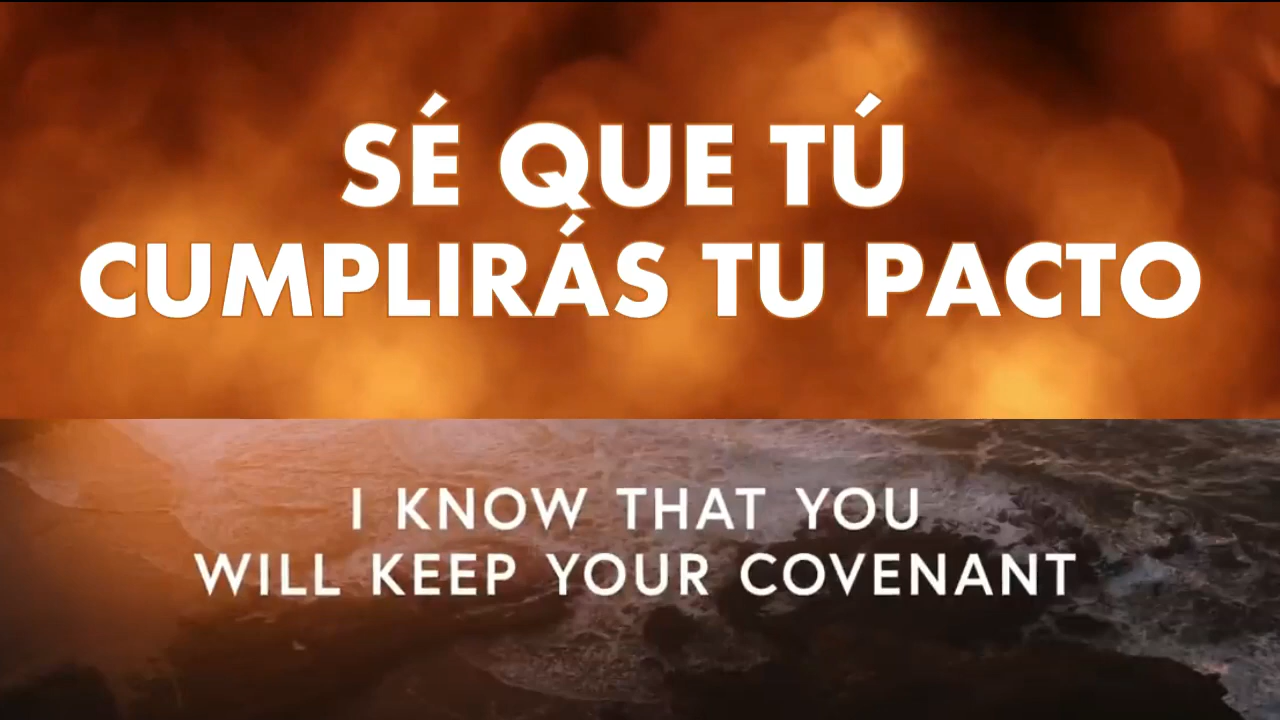 SÉ QUE TÚ
CUMPLIRÁS TU PACTO
I KNOW THAT YOU
WILL KEEP YOUR COVENANT